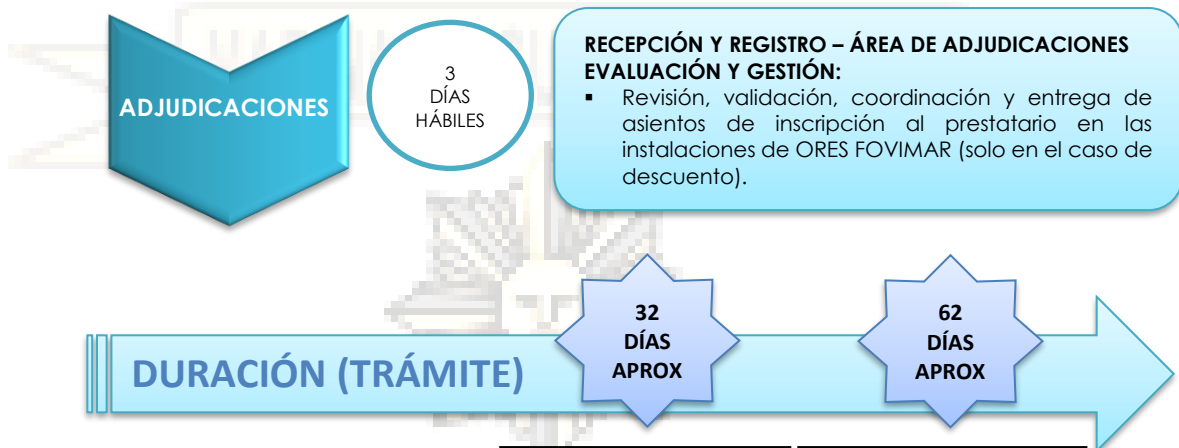 ADJUDICACIONES
3
DÍAS
HÁBILES
RECEPCIÓN Y REGISTRO – ÁREA DE ADJUDICACIONES
EVALUACIÓN Y GESTIÓN:
▪ Revisión, validación, coordinación y entrega de
asientos de inscripción al prestatario en las
instalaciones de ORES FOVIMAR (solo en el caso de
descuento).
DURACIÓN (TRÁMITE)
32
DÍAS
APROX
62
DÍAS
APROX